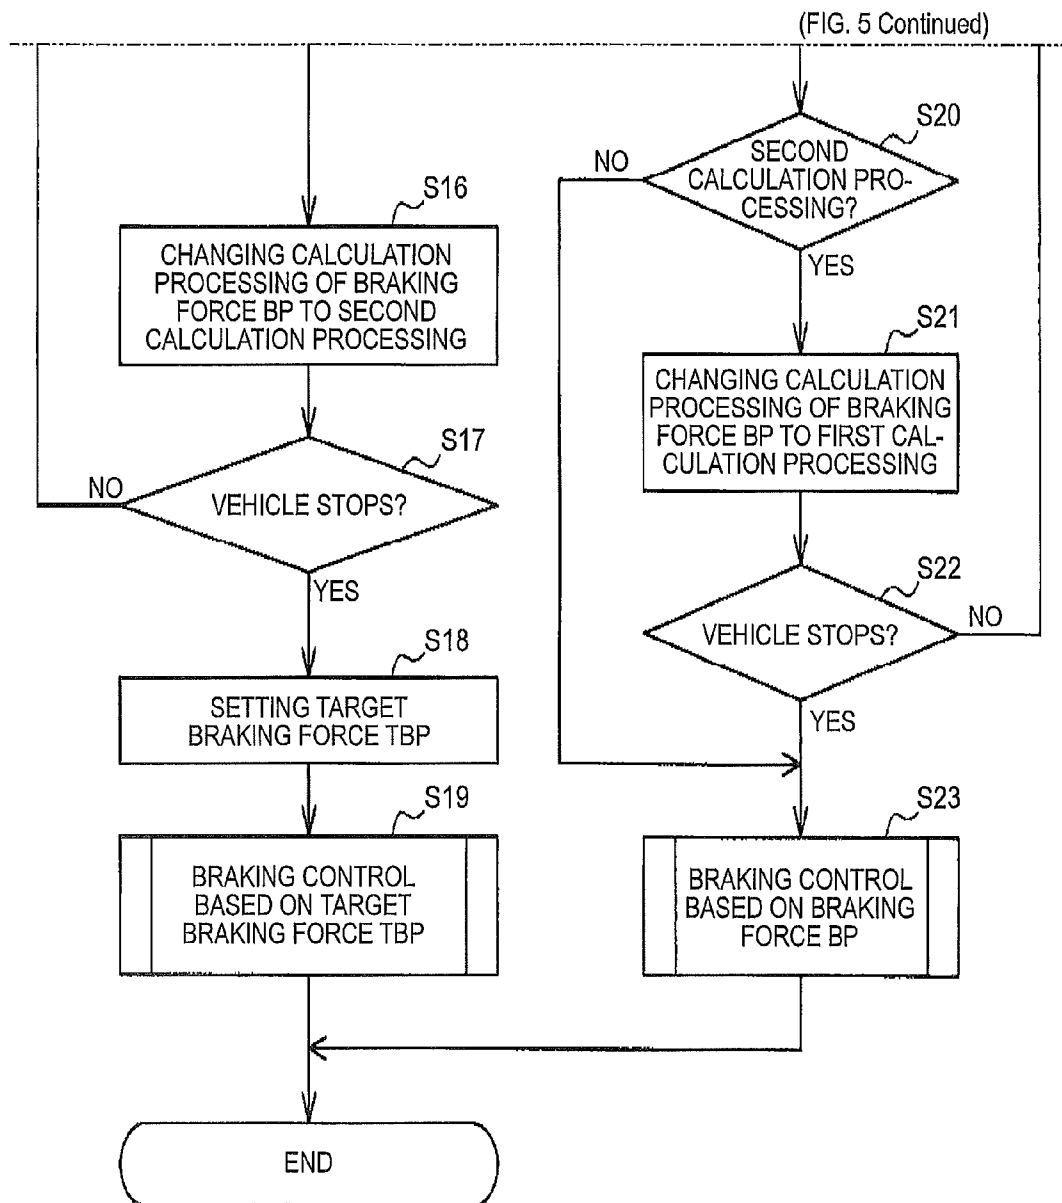 (FIG. 5 Continued)
S20
NO
SECOND
CALCULATION PRO-
CESSING?
YES
S16
CHANGING CALCULATION
PROCESSING OF BRAKING
FORCE BP TO SECOND
CALCULATION PROCESSING
S21
CHANGING CALCULATION
PROCESSING OF BRAKING
FORCE BP TO FIRST CAL-
CULATION PROCESSING
S17
NO
VEHICLE STOPS?
YES
S22
VEHICLE STOPS?
NO
YES
S18
SETTING TARGET
BRAKING FORCE TBP
S19
BRAKING CONTROL
BASED ON TARGET
BRAKING FORCE TBP
S23
BRAKING CONTROL
BASED ON BRAKING
FORCE BP
END